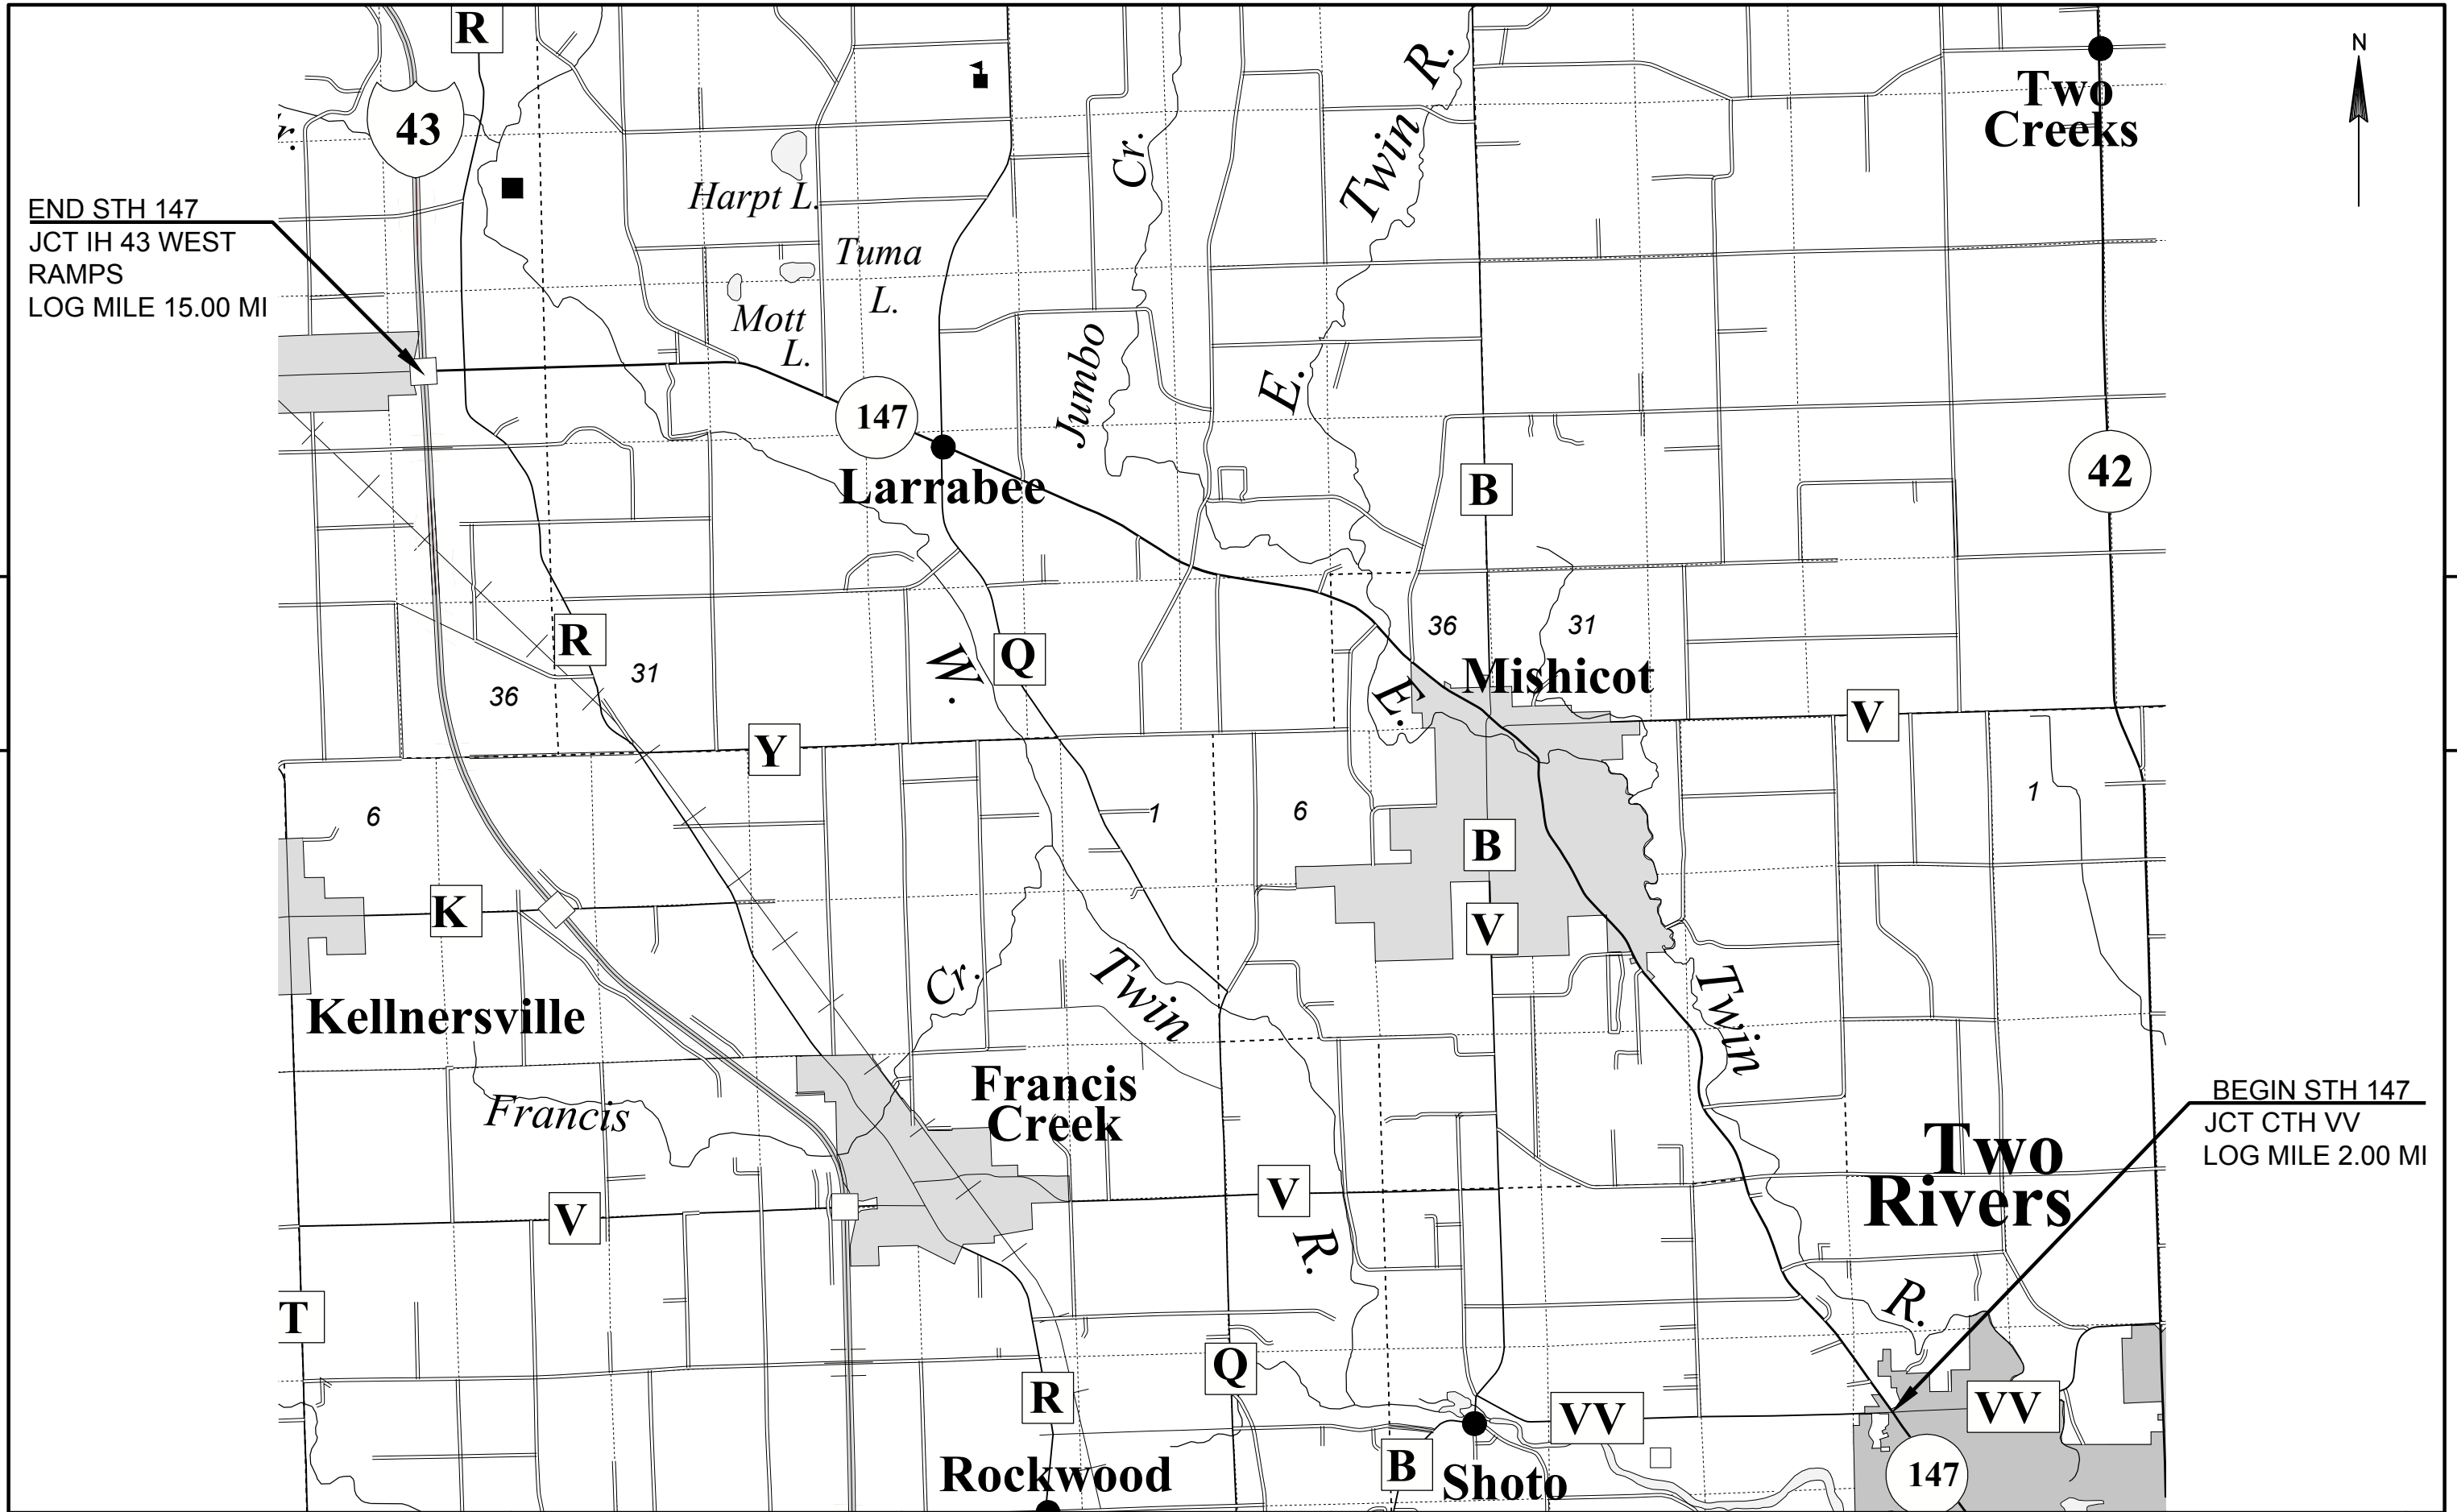 R
N
43
Two
Creeks
R.
Twin
Cr.
r.
Harpt L.
END STH 147
JCT IH 43 WEST
RAMPS
LOG MILE 15.00 MI
Tuma
L.
Mott
L.
Jumbo
E.
147
Larrabee
B
42
R
36
31
W.
Q
36
31
Mishicot
E.
V
Y
6
1
6
1
B
K
V
Kellnersville
Cr.
Twin
Twin
Francis
Creek
Francis
BEGIN STH 147
JCT CTH VV
LOG MILE 2.00 MI
Two
Rivers
V
V
R.
T
R.
Q
R
VV
VV
Rockwood
B
Shoto
147